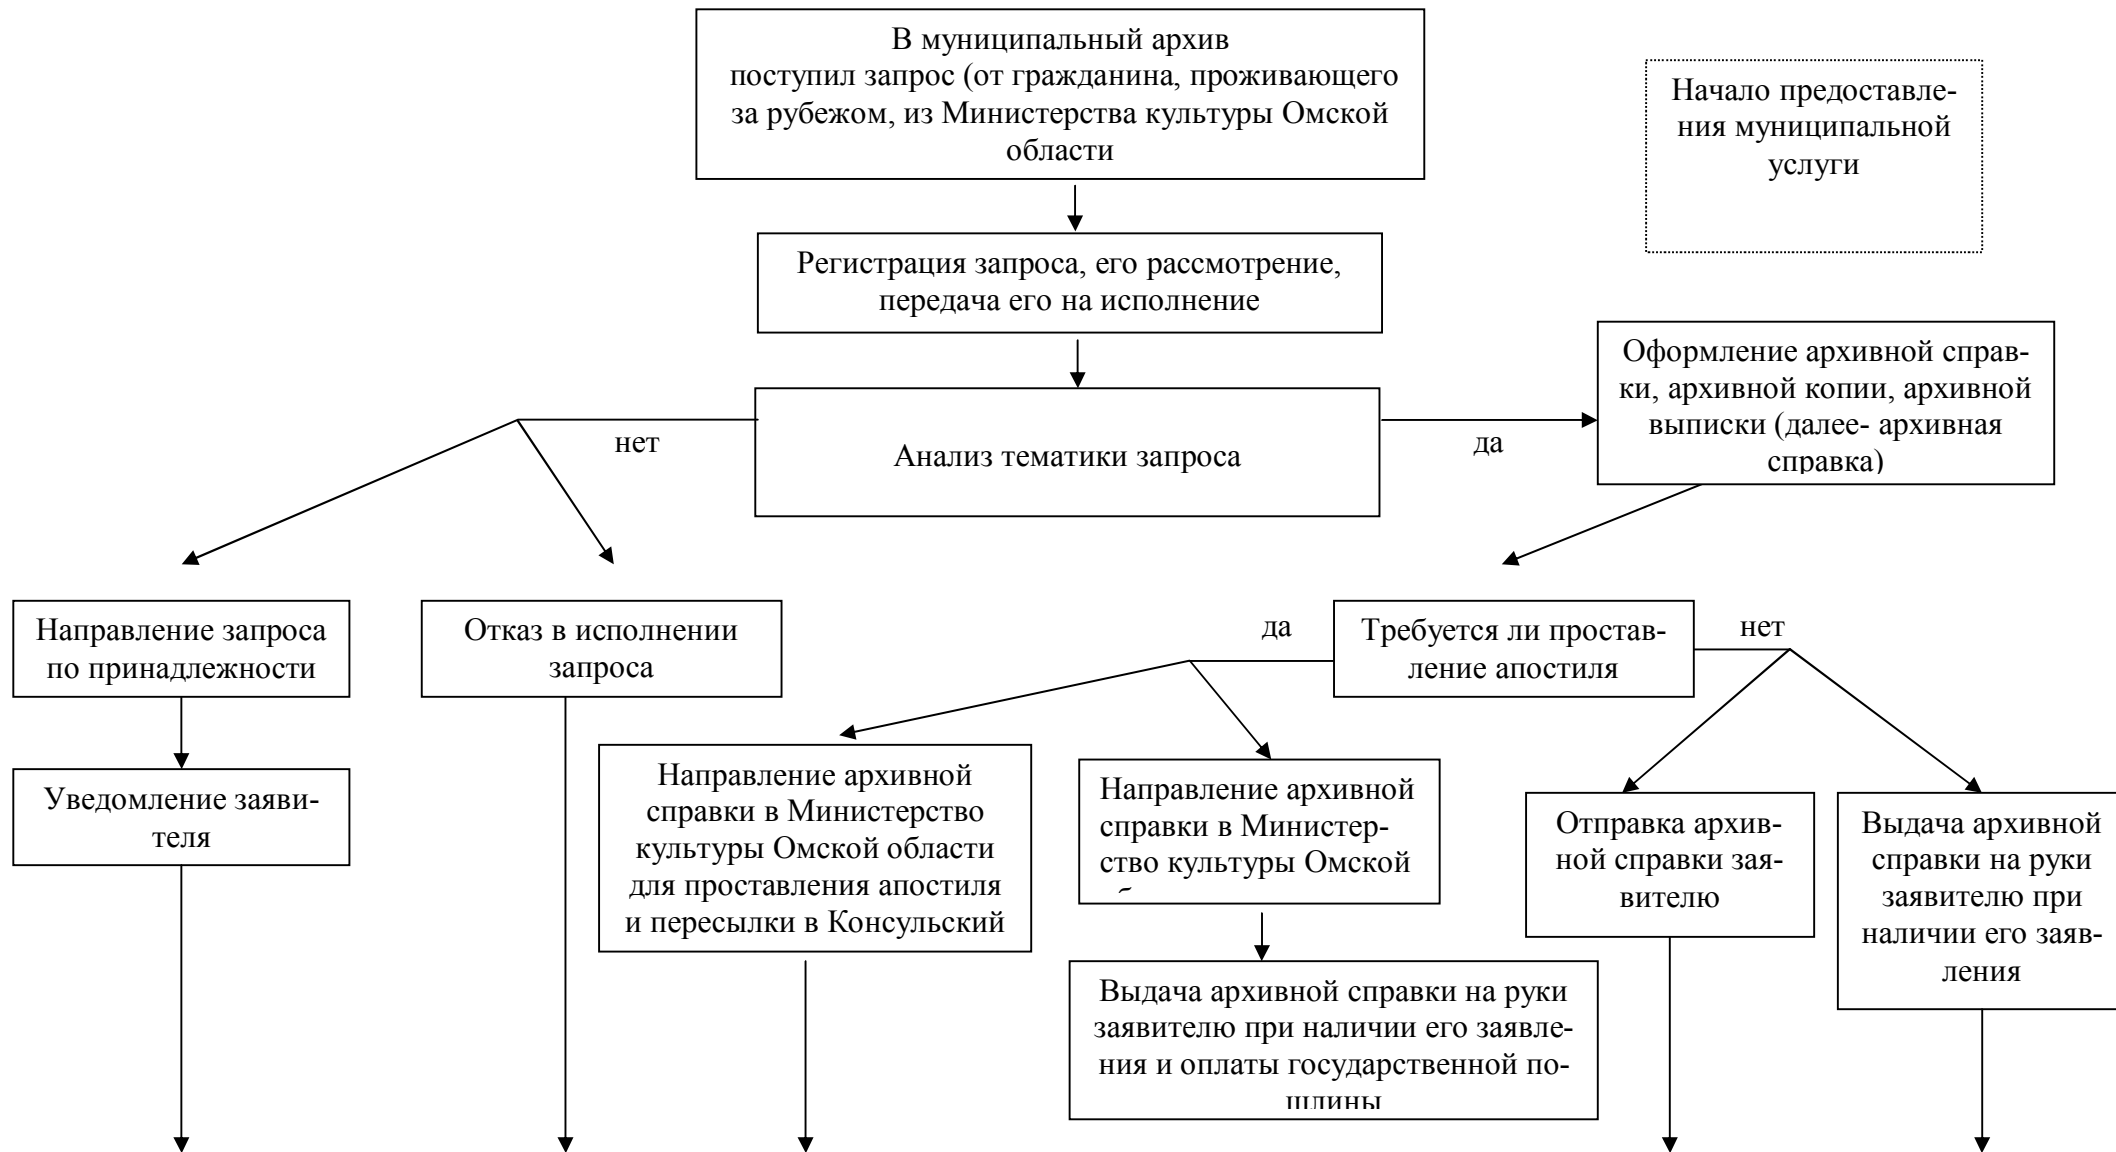 В муниципальный архив
поступил запрос (от гражданина, проживающего
за рубежом, из Министерства культуры Омской
области
Начало предоставле-
ния муниципальной
услуги
Регистрация запроса, его рассмотрение,
передача его на исполнение
Оформление архивной справ-
ки, архивной копии, архивной
выписки (далее- архивная
справка)
нет
Анализ тематики запроса
да
Направление запроса
по принадлежности
Отказ в исполнении
запроса
да
Требуется ли простав-
ление апостиля
нет
Уведомление заяви-
теля
Направление архивной
справки в Министерство
культуры Омской области
для проставления апостиля
и пересылки в Консульский
Направление архивной
справки в Министер-
ство культуры Омской
Отправка архив-
ной справки зая-
вителю
Выдача архивной
справки на руки
заявителю при
наличии его заяв-
ления
Выдача архивной справки на руки
заявителю при наличии его заявле-
ния и оплаты государственной по-
шлины